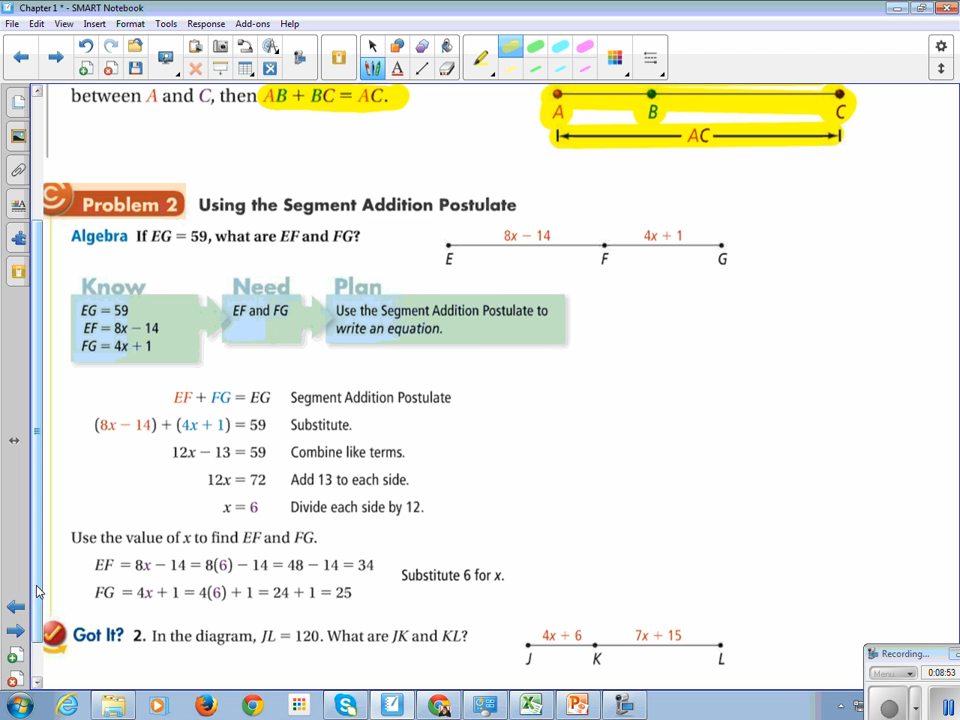 Chapter1 * - SMART Notebook
File Edit View Insert Format Tools Response Add-ons Help
between A and C, then AB + BC = AC.
A B C
AC
Problem 2 Using the Segment Addition Postulate
Algebra If EG = 59, what are EF and FG?
8x − 14 4x + 1
E F G
Know Need Plan
EG = 59
EF = 8x − 14
FG = 4x + 1
EF and FG
Use the Segment Addition Postulate to
write an equation.
EF + FG = EG Segment Addition Postulate
(8x − 14) + (4x + 1) = 59 Substitute.
12x − 13 = 59 Combine like terms.
12x = 72 Add 13 to each side.
x = 6 Divide each side by 12.
Use the value of x to find EF and FG.
EF = 8x − 14 = 8(6) − 14 = 48 − 14 = 34
Substitute 6 for x.
FG = 4x + 1 = 4(6) + 1 = 24 + 1 = 25
Got It? 2. In the diagram, JL = 120. What are JK and KL?
4x + 6 7x + 15
J K L
Recording...
Menu 0:08:53